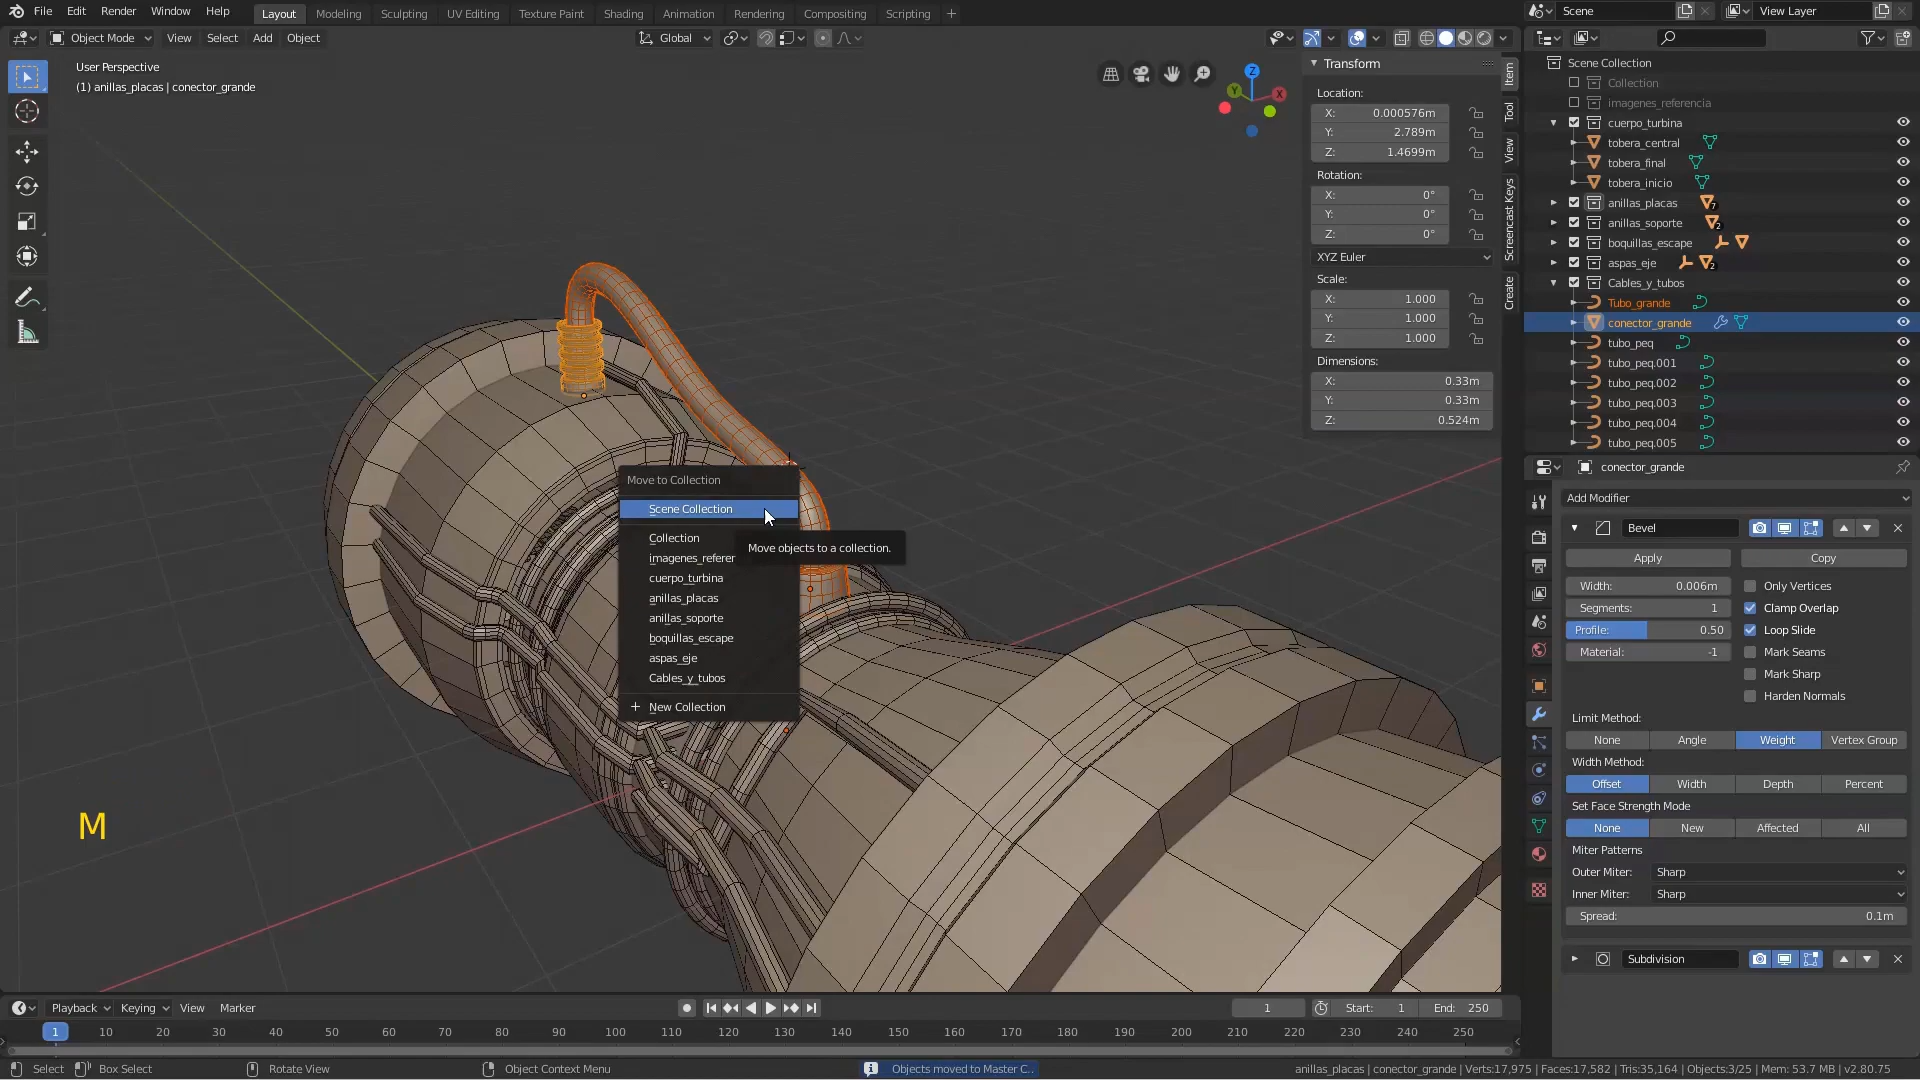 File Edit Render Window Help Layout Modeling Sculpting UV Editing Texture Paint Shading Animation Rendering Compositing Scripting + Scene View Layer
Object Mode View Select Add Object Global
User Perspective
(1) anillas_placas | conector_grande
Z
Y
X
Transform
Location:
X: 0.000576m
Y: 2.789m
Z: 1.4699m
Rotation:
X: 0°
Y: 0°
Z: 0°
XYZ Euler
Scale:
X: 1.000
Y: 1.000
Z: 1.000
Dimensions:
X: 0.33m
Y: 0.33m
Z: 0.524m
Item
Tool
View
Screencast Keys
Create
Scene Collection
Collection
imagenes_referencia
cuerpo_turbina
tobera_central
tobera_final
tobera_inicio
anillas_placas 7
anillas_soporte 2
boquillas_escape
aspas_eje 2
Cables_y_tubos
Tubo_grande
conector_grande
tubo_peq
tubo_peq.001
tubo_peq.002
tubo_peq.003
tubo_peq.004
tubo_peq.005
conector_grande
Add Modifier
Bevel
Apply Copy
Width: 0.006m Only Vertices
Segments: 1 Clamp Overlap
Profile: 0.50 Loop Slide
Material: -1 Mark Seams
Mark Sharp
Harden Normals
Limit Method:
None Angle Weight Vertex Group
Width Method:
Offset Width Depth Percent
Set Face Strength Mode
None New Affected All
Miter Patterns
Outer Miter: Sharp
Inner Miter: Sharp
Spread: 0.1m
Subdivision
Move to Collection
Scene Collection
Collection
imagenes_referen
cuerpo_turbina
anillas_placas
anillas_soporte
boquillas_escape
aspas_eje
Cables_y_tubos
+ New Collection
Move objects to a collection.
M
Playback Keying View Marker 1 Start: 1 End: 250
1 10 20 30 40 50 60 70 80 90 100 110 120 130 140 150 160 170 180 190 200 210 220 230 240 250
Select Box Select Rotate View Object Context Menu Objects moved to Master C.. anillas_placas | conector_grande | Verts:17,975 | Faces:17,582 | Tris:35,164 | Objects:3/25 | Mem: 53.7 MB | v2.80.75